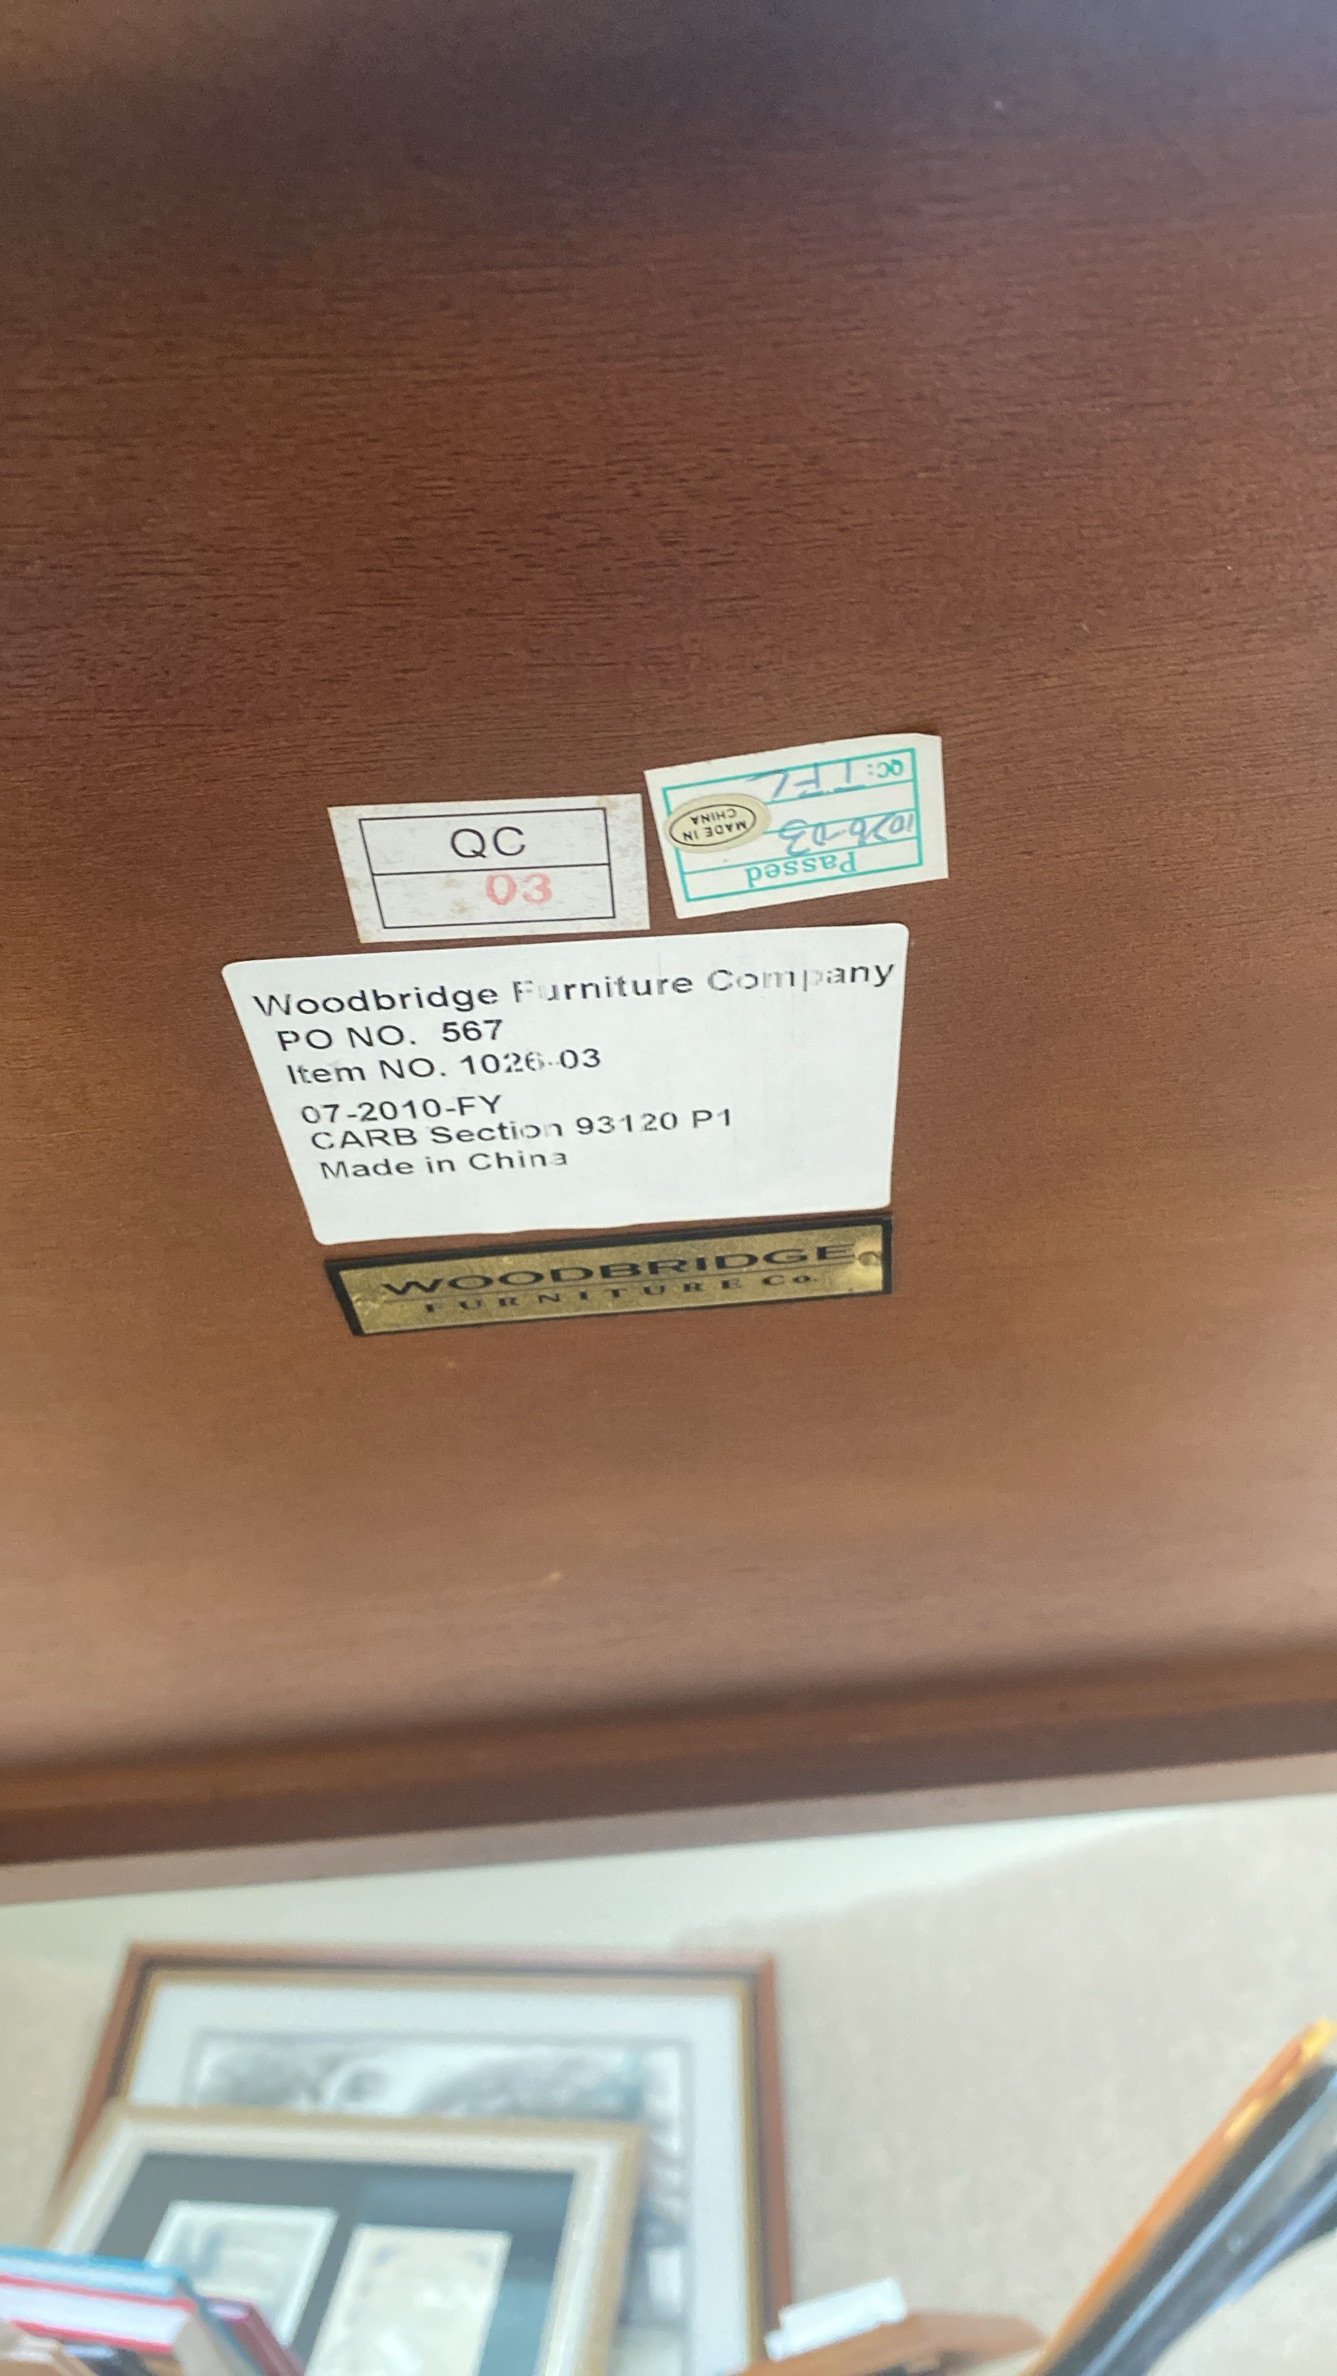 QC
03
QC: TFL
1026-03
Passed
MADE IN
CHINA
Woodbridge Furniture Company
PO NO. 567
Item NO. 1026-03
07-2010-FY
CARB Section 93120 P1
Made in China
WOODBRIDGE
FURNITURE Co.